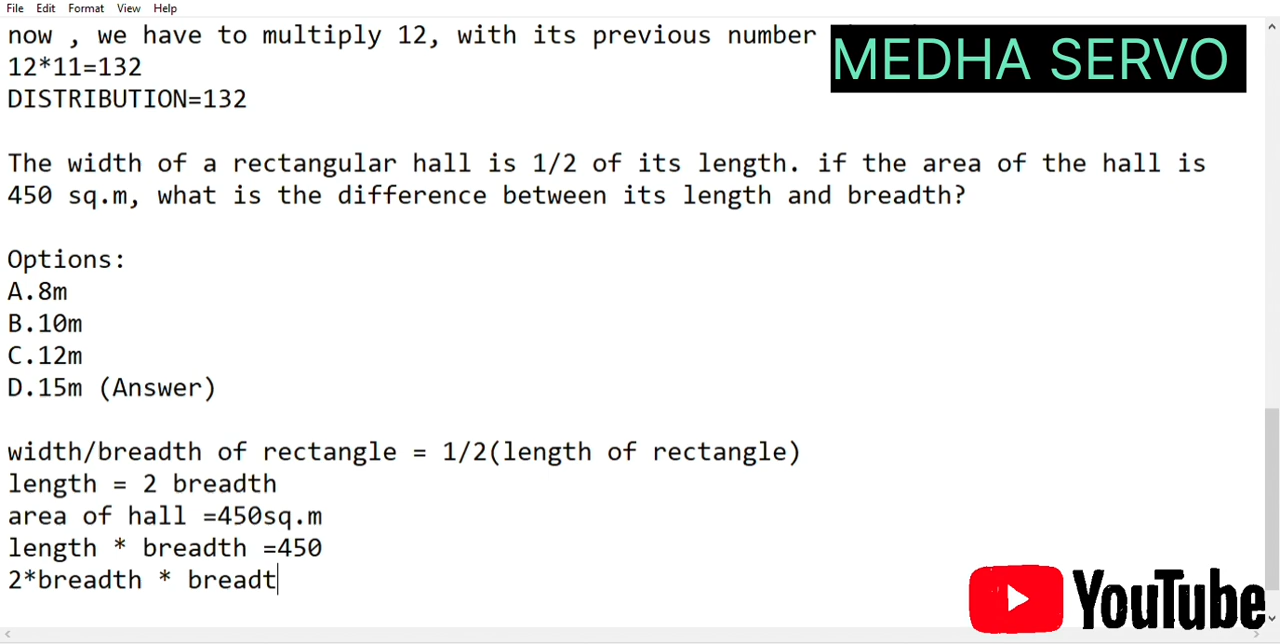 File Edit Format View Help
now , we have to multiply 12, with its previous number
MEDHA SERVO
12*11=132
DISTRIBUTION=132
The width of a rectangular hall is 1/2 of its length. if the area of the hall is
450 sq.m, what is the difference between its length and breadth?
Options:
A.8m
B.10m
C.12m
D.15m (Answer)
width/breadth of rectangle = 1/2(length of rectangle)
length = 2 breadth
area of hall =450sq.m
length * breadth =450
2*breadth * breadt
YouTube